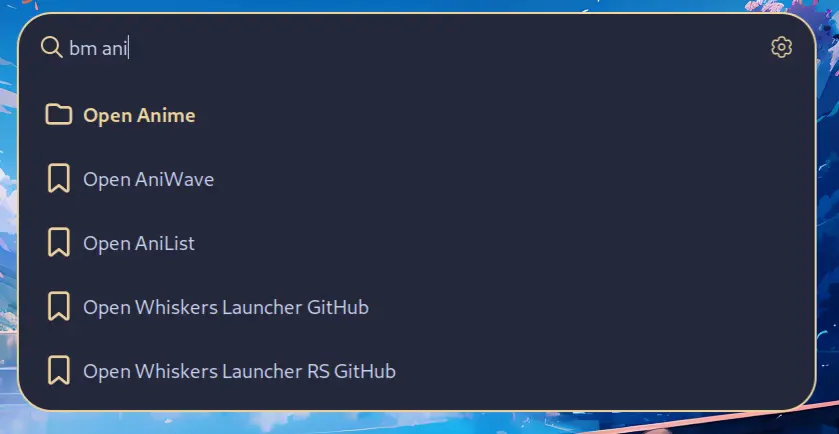 bm ani
Open Anime
Open AniWave
Open AniList
Open Whiskers Launcher GitHub
Open Whiskers Launcher RS GitHub